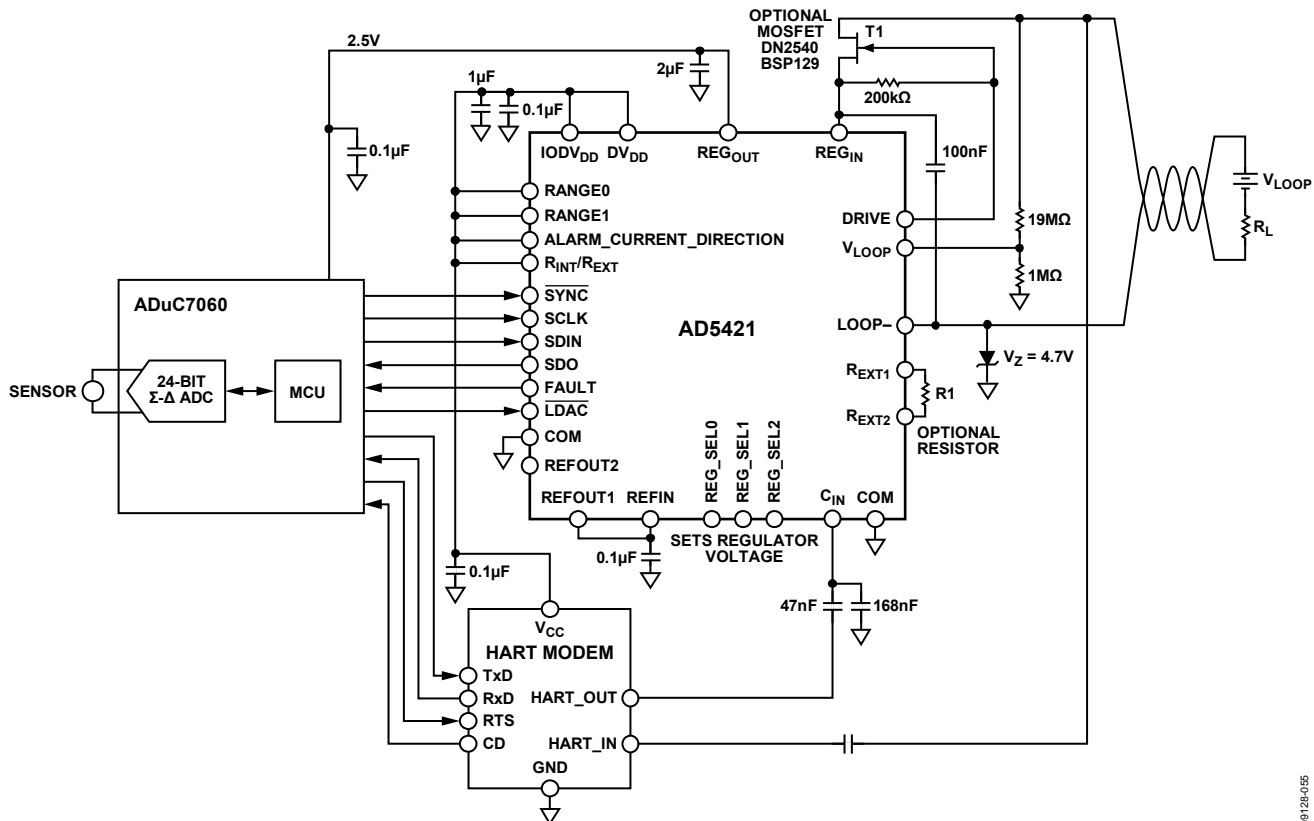 OPTIONAL
MOSFET
DN2540
BSP129
T1
2.5V
2µF
1µF
0.1µF
200kΩ
0.1µF
IODVDD
DVDD
REGOUT
REGIN
100nF
VLOOP
RL
RANGE0
RANGE1
ALARM_CURRENT_DIRECTION
RINT/REXT
SYNC
SCLK
SDIN
SDO
FAULT
LDAC
COM
REFOUT2
DRIVE
VLOOP
19MΩ
1MΩ
ADuC7060
AD5421
LOOP–
VZ = 4.7V
REXT1
R1
REXT2
OPTIONAL
RESISTOR
SENSOR
24-BIT
Σ-Δ ADC
MCU
REG_SEL0
REG_SEL1
REG_SEL2
REFOUT1
REFIN
CIN
COM
SETS REGULATOR
VOLTAGE
0.1µF
0.1µF
47nF
168nF
VCC
HART MODEM
TxD
RxD
RTS
CD
HART_OUT
HART_IN
GND
09128-055